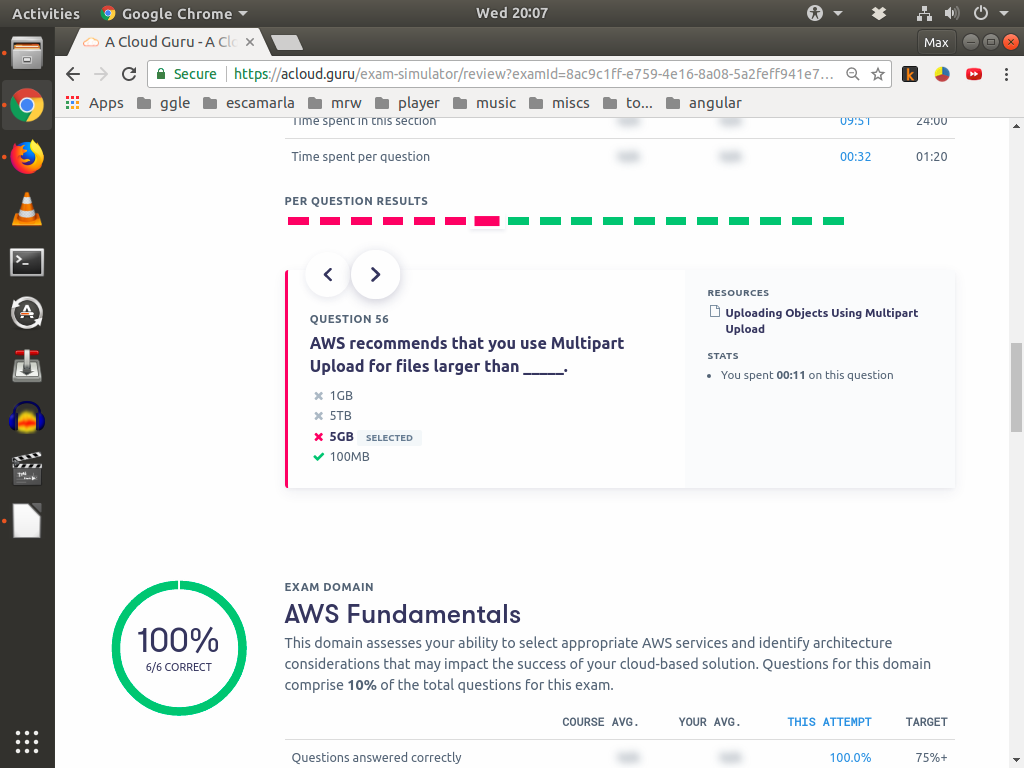 Activities
Google Chrome
Wed 20:07
A Cloud Guru - A Clo
Max
Secure
https://acloud.guru/exam-simulator/review?examId=8ac9c1ff-e759-4e16-8a08-5a2feff941e7...
Apps ggle escamarla mrw player music miscs to... angular
Time spent in this section 09:51 24:00
Time spent per question 00:32 01:20
PER QUESTION RESULTS
QUESTION 56
AWS recommends that you use Multipart
Upload for files larger than _____.
1GB
5TB
5GB SELECTED
100MB
RESOURCES
Uploading Objects Using Multipart
Upload
STATS
You spent 00:11 on this question
100%
6/6 CORRECT
EXAM DOMAIN
AWS Fundamentals
This domain assesses your ability to select appropriate AWS services and identify architecture
considerations that may impact the success of your cloud-based solution. Questions for this domain
comprise 10% of the total questions for this exam.
COURSE AVG. YOUR AVG. THIS ATTEMPT TARGET
Questions answered correctly 100.0% 75%+